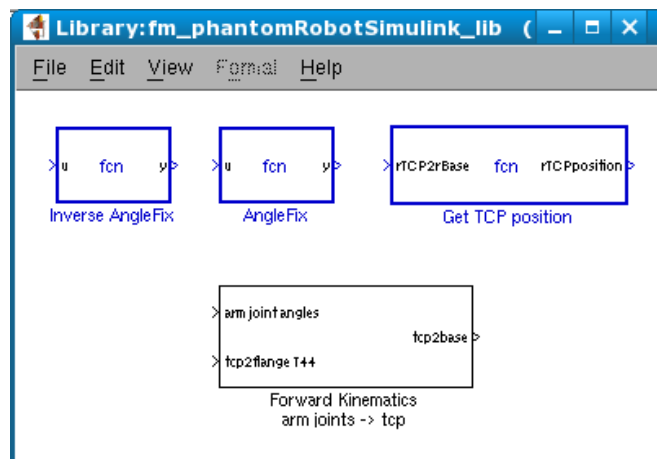 Library:fm_phantomRobotSimulink_lib (
File Edit View Format Help
u fcn y
Inverse AngleFix
u fcn y
AngleFix
rTCP2rBase fcn rTCPposition
Get TCP position
arm joint angles
tcp2base
tcp2flange T44
Forward Kinematics
arm joints -> tcp